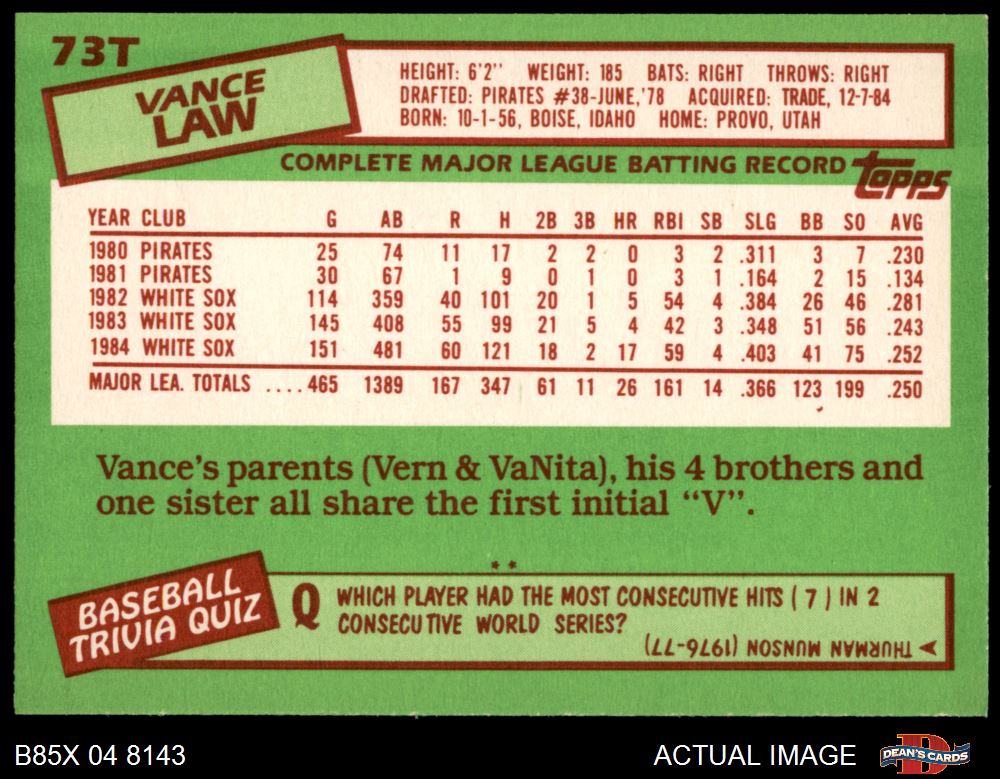 73T
VANCE
LAW
HEIGHT: 6'2" WEIGHT: 185 BATS: RIGHT THROWS: RIGHT
DRAFTED: PIRATES #38-JUNE,'78 ACQUIRED: TRADE, 12-7-84
BORN: 10-1-56, BOISE, IDAHO HOME: PROVO, UTAH
COMPLETE MAJOR LEAGUE BATTING RECORD topps
YEAR CLUB G AB R H 2B 3B HR RBI SB SLG BB SO AVG
1980 PIRATES 25 74 11 17 2 2 0 3 2 .311 3 7 .230
1981 PIRATES 30 67 1 9 0 1 0 3 1 .164 2 15 .134
1982 WHITE SOX 114 359 40 101 20 1 5 54 4 .384 26 46 .281
1983 WHITE SOX 145 408 55 99 21 5 4 42 3 .348 51 56 .243
1984 WHITE SOX 151 481 60 121 18 2 17 59 4 .403 41 75 .252
MAJOR LEA. TOTALS ....465 1389 167 347 61 11 26 161 14 .366 123 199 .250
Vance's parents (Vern & VaNita), his 4 brothers and
one sister all share the first initial "V".
**
BASEBALL
TRIVIA QUIZ
Q WHICH PLAYER HAD THE MOST CONSECUTIVE HITS (7) IN 2
CONSECUTIVE WORLD SERIES?
THURMAN MUNSON (1976-77)
B85X 04 8143 ACTUAL IMAGE DEAN'S CARDS